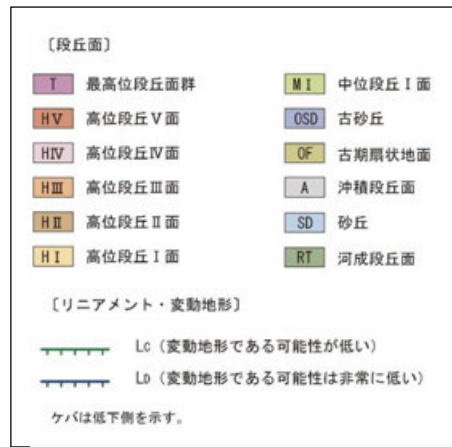 〔段丘面〕
T 最高位段丘面群
HⅤ 高位段丘Ⅴ面
HⅣ 高位段丘Ⅳ面
HⅢ 高位段丘Ⅲ面
HⅡ 高位段丘Ⅱ面
HⅠ 高位段丘Ⅰ面
MⅠ 中位段丘Ⅰ面
OSD 古砂丘
OF 古期扇状地面
A 沖積段丘面
SD 砂丘
RT 河成段丘面
〔リニアメント・変動地形〕
LC（変動地形である可能性が低い）
LD（変動地形である可能性は非常に低い）
ケバは低下側を示す。